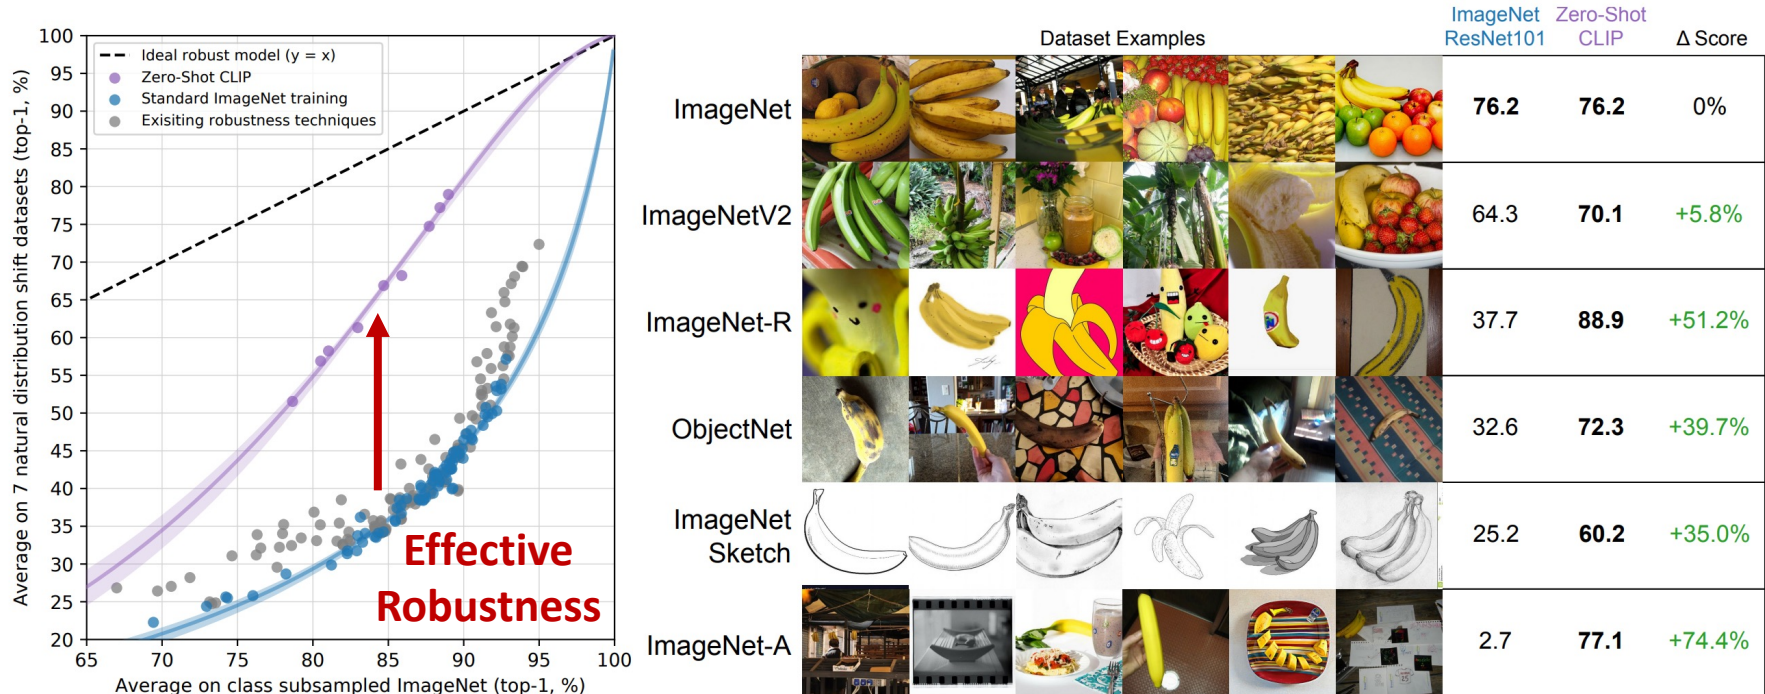 100
95
90
85
80
75
70
65
60
55
50
45
40
35
30
25
20
Average on 7 natural distribution shift datasets (top-1, %)
Ideal robust model (y = x)
Zero-Shot CLIP
Standard ImageNet training
Exisiting robustness techniques
Effective
Robustness
65 70 75 80 85 90 95 100
Average on class subsampled ImageNet (top-1, %)
Dataset Examples
ImageNet
ResNet101
Zero-Shot
CLIP
Δ Score
ImageNet 76.2 76.2 0%
ImageNetV2 64.3 70.1 +5.8%
ImageNet-R 37.7 88.9 +51.2%
ObjectNet 32.6 72.3 +39.7%
ImageNet
Sketch
25.2 60.2 +35.0%
ImageNet-A 2.7 77.1 +74.4%